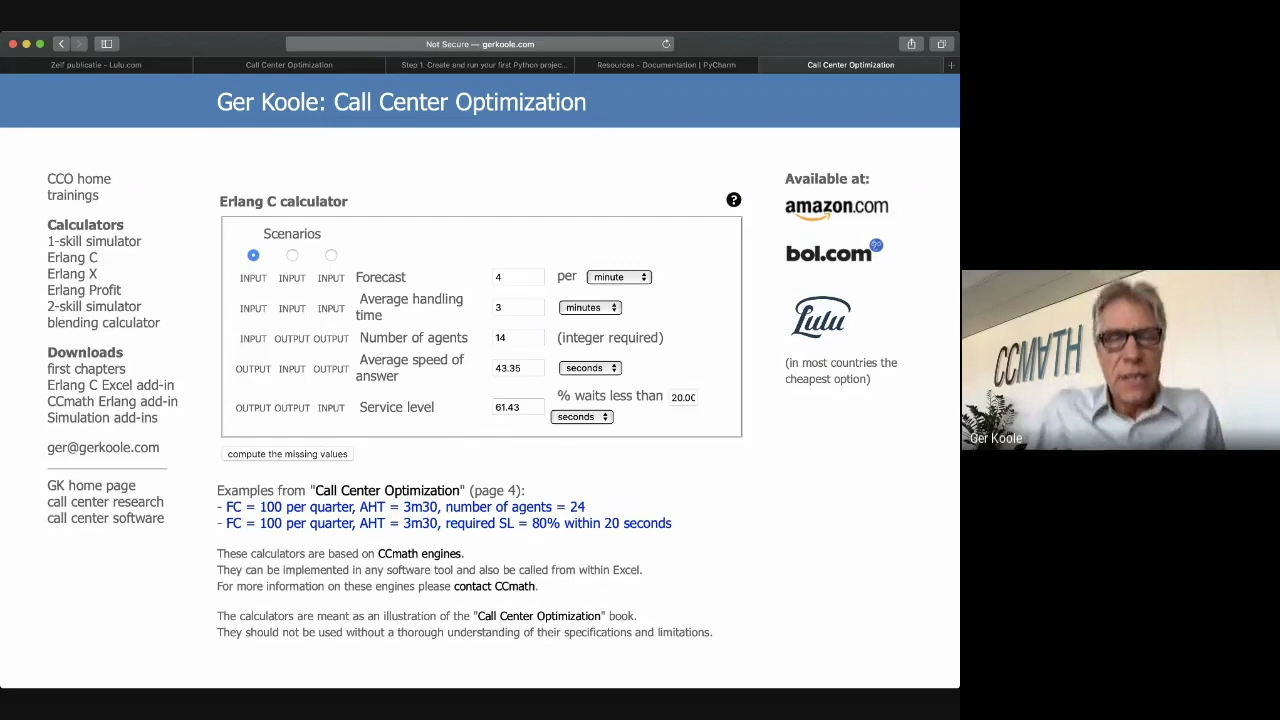 Not Secure — gerkoole.com
Zelf publicatie - Lulu.com
Call Center Optimization
Step 1. Create and run your first Python projec...
Resources - Documentation | PyCharm
Call Center Optimization
Ger Koole: Call Center Optimization
CCO home
trainings
Calculators
1-skill simulator
Erlang C
Erlang X
Erlang Profit
2-skill simulator
blending calculator
Downloads
first chapters
Erlang C Excel add-in
CCmath Erlang add-in
Simulation add-ins
ger@gerkoole.com
GK home page
call center research
call center software
Erlang C calculator
?
Scenarios
INPUT INPUT INPUT Forecast 4 per minute
INPUT INPUT INPUT Average handling time 3 minutes
INPUT OUTPUT OUTPUT Number of agents 14 (integer required)
OUTPUT INPUT OUTPUT Average speed of answer 43.35 seconds
OUTPUT OUTPUT INPUT Service level 61.43 % waits less than 20.00 seconds
compute the missing values
Examples from "Call Center Optimization" (page 4):
- FC = 100 per quarter, AHT = 3m30, number of agents = 24
- FC = 100 per quarter, AHT = 3m30, required SL = 80% within 20 seconds
These calculators are based on CCmath engines.
They can be implemented in any software tool and also be called from within Excel.
For more information on these engines please contact CCmath.
The calculators are meant as an illustration of the "Call Center Optimization" book.
They should not be used without a thorough understanding of their specifications and limitations.
Available at:
amazon.com
bol.com
go
Lulu
(in most countries the
cheapest option)
CCMATH
Ger Koole